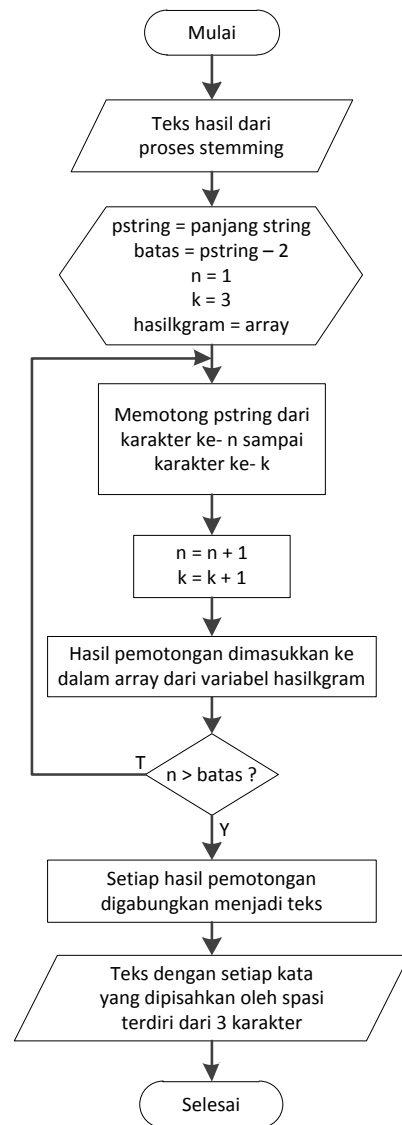 Mulai
Teks hasil dari
proses stemming
pstring = panjang string
batas = pstring – 2
n = 1
k = 3
hasilkgram = array
Memotong pstring dari
karakter ke- n sampai
karakter ke- k
n = n + 1
k = k + 1
Hasil pemotongan dimasukkan ke
dalam array dari variabel hasilkgram
T
n > batas ?
Y
Setiap hasil pemotongan
digabungkan menjadi teks
Teks dengan setiap kata
yang dipisahkan oleh spasi
terdiri dari 3 karakter
Selesai